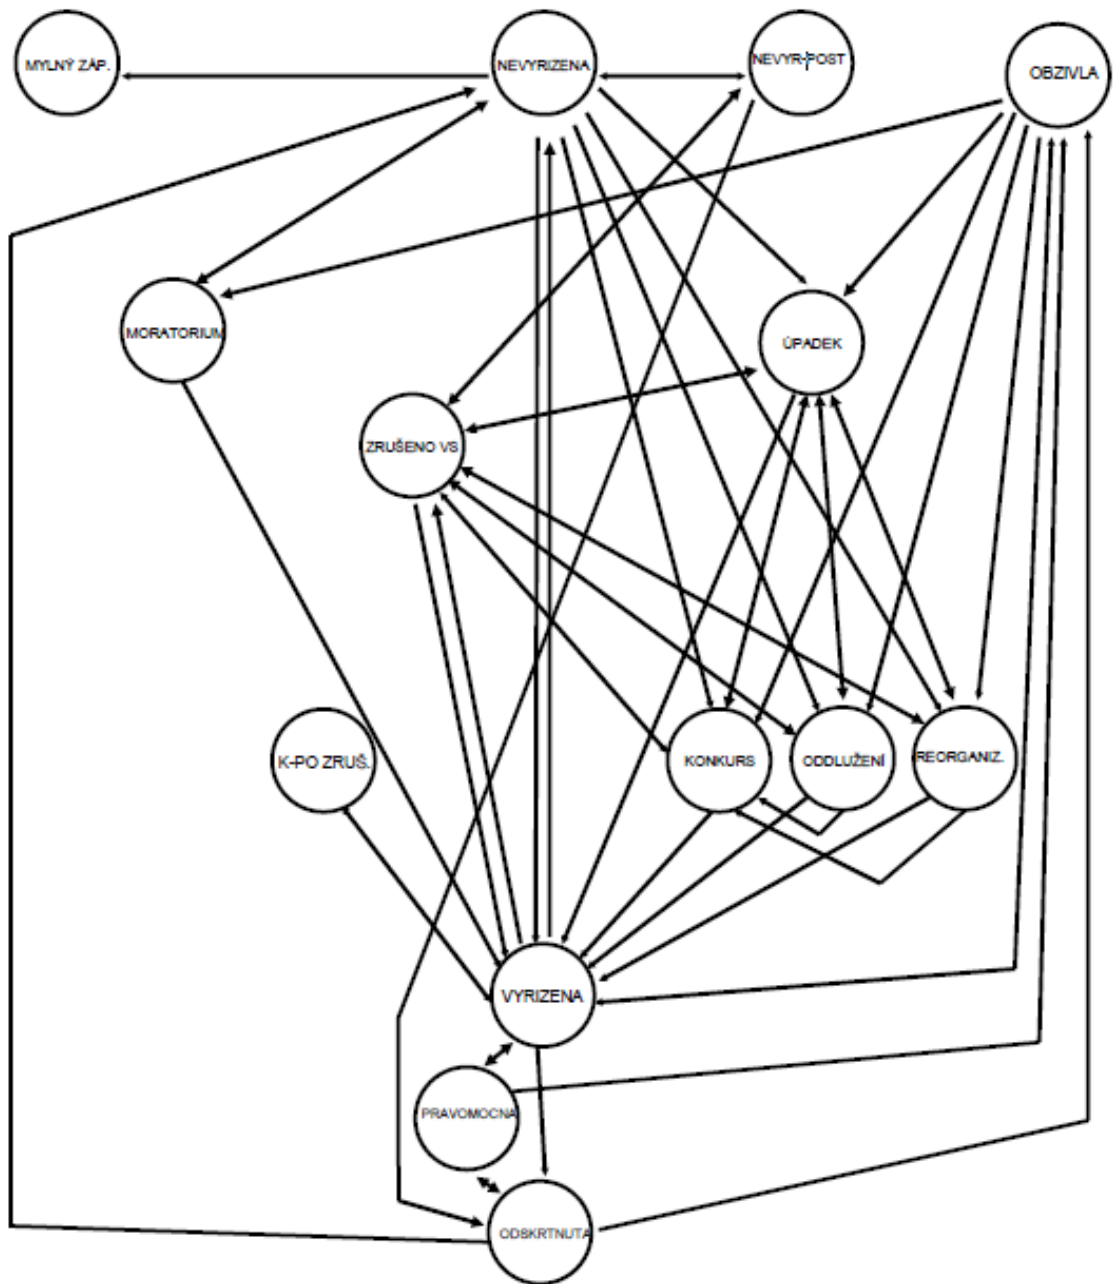 MYLNÝ ZÁP.
NEVYRIZENA
NEVYR-POST
OBZIVLA
MORATORIUM
ÚPADEK
ZRUŠENO VS
K-PO ZRUŠ.
KONKURS
ODDLUŽENÍ
REORGANIZ.
VYRIZENA
PRAVOMOCNA
ODSKRTNUTA